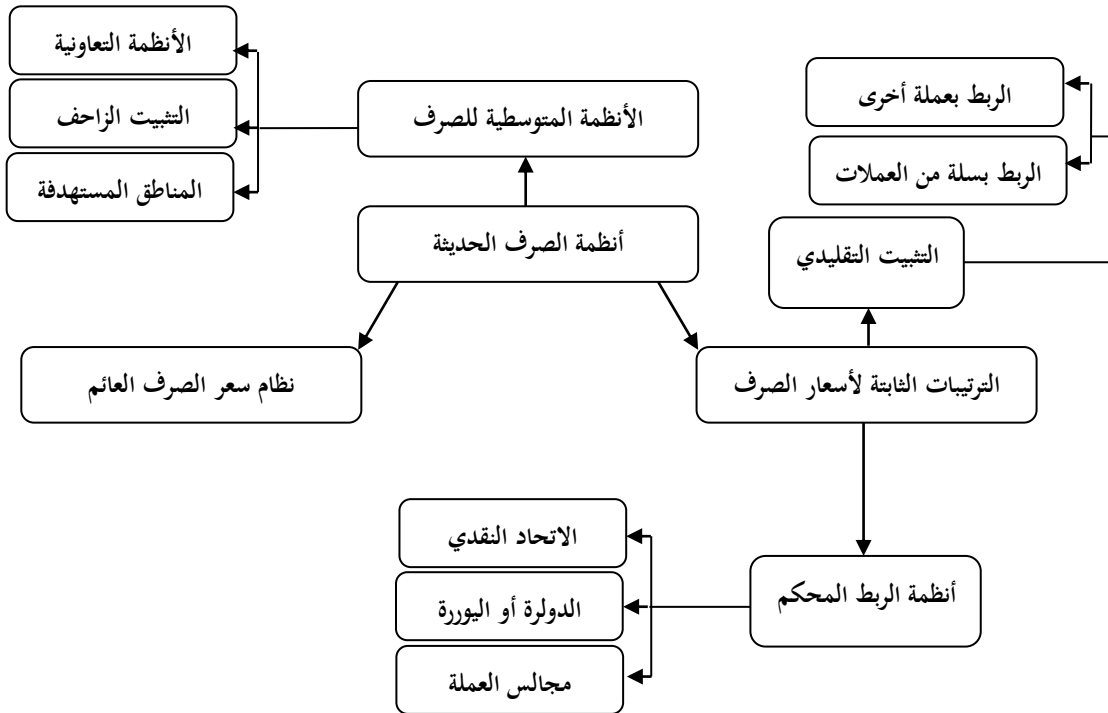 الأنظمة التعاونية
التثبيت الزاحف
المناطق المستهدفة
الأنظمة المتوسطية للصرف
الربط بعملة أخرى
الربط بسلة من العملات
أنظمة الصرف الحديثة
التثبيت التقليدي
الترتيبات الثابتة لأسعار الصرف
نظام سعر الصرف العائم
أنظمة الربط المحكم
الاتحاد النقدي
الدولرة أو اليوررة
مجالس العملة